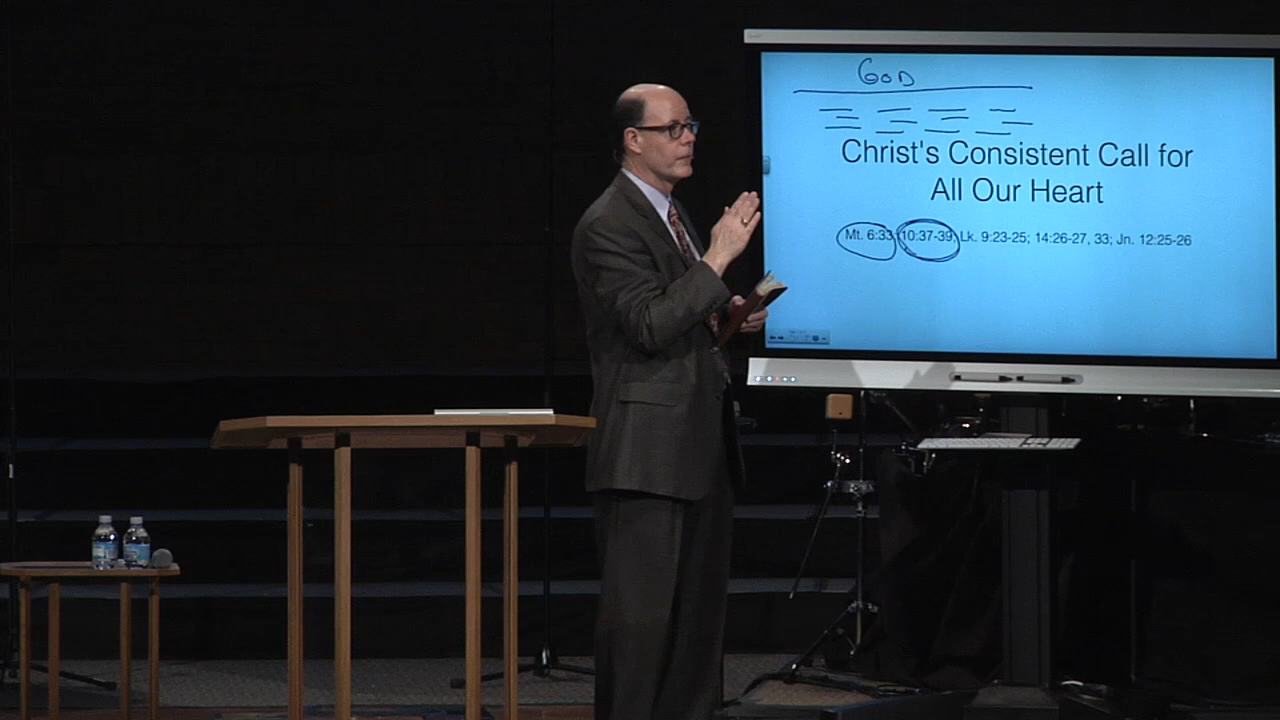 GOD
Christ's Consistent Call for
All Our Heart
Mt. 6:33; 10:37-39; Lk. 9:23-25; 14:26-27, 33; Jn. 12:25-26